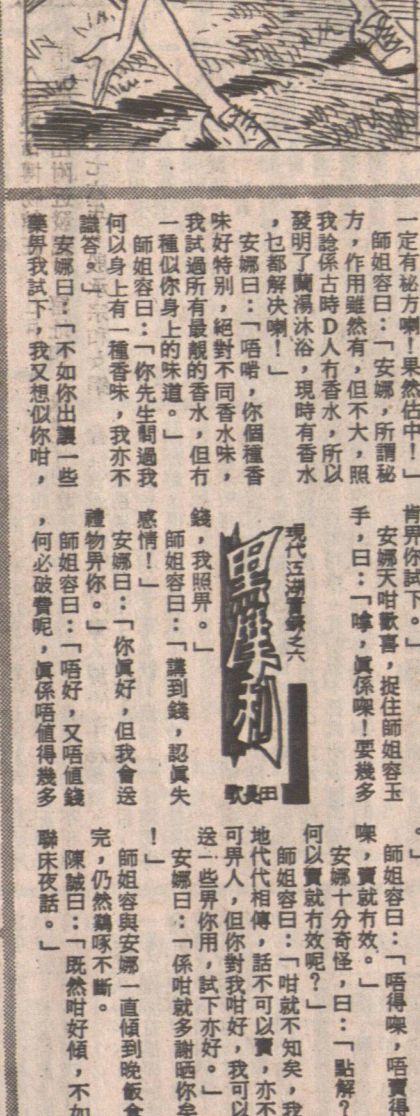 一定有秘方喇！果然估中！」
師姐容曰：「安娜，所謂秘
方，作用雖然有，但不大，照
我諗係古時D人冇香水，所以
發明了蘭湯沐浴，現時有香水
，乜都解决喇！」
安娜曰：「唔啱，你個種香
味好特別，絕對不同香水味，
我試過所有最靚的香水，但冇
一種似你身上的味道。」
師姐容曰：「你先生問過我
何以身上有一種香味，我亦不
識答。」
安娜曰：「不如你出讓一些
藥畀我試下，我又想似你咁，
肯畀你試下。」
安娜天咁歡喜，捉住師姐容玉
手，曰：「嘩，眞係㗎！要幾多
現代江湖實錄之六
黑摩利
田長歌
錢，我照畀。」
師姐容曰：「講到錢，認眞失
感情！」
安娜曰：「你眞好，但我會送
禮物畀你。」
師姐容曰：「唔好，又唔值錢
，何必破費呢，眞係唔值得幾多
。」
師姐容曰：「唔得㗎，唔賣得
㗎，賣就冇效。」
安娜十分奇怪，曰：「點解？
何以賣就冇效呢？」
師姐容曰：「咁就不知矣，我
地代代相傳，話不可以賣，亦不
可畀人，但你對我咁好，我可以
送一些畀你用，試下亦好。」
安娜曰：「係咁就多謝晒你矣
！」
師姐容與安娜一直傾到晚飯食
完，仍然鷄啄不斷。
陳誠曰：「既然咁好傾，不如
聯床夜話。」